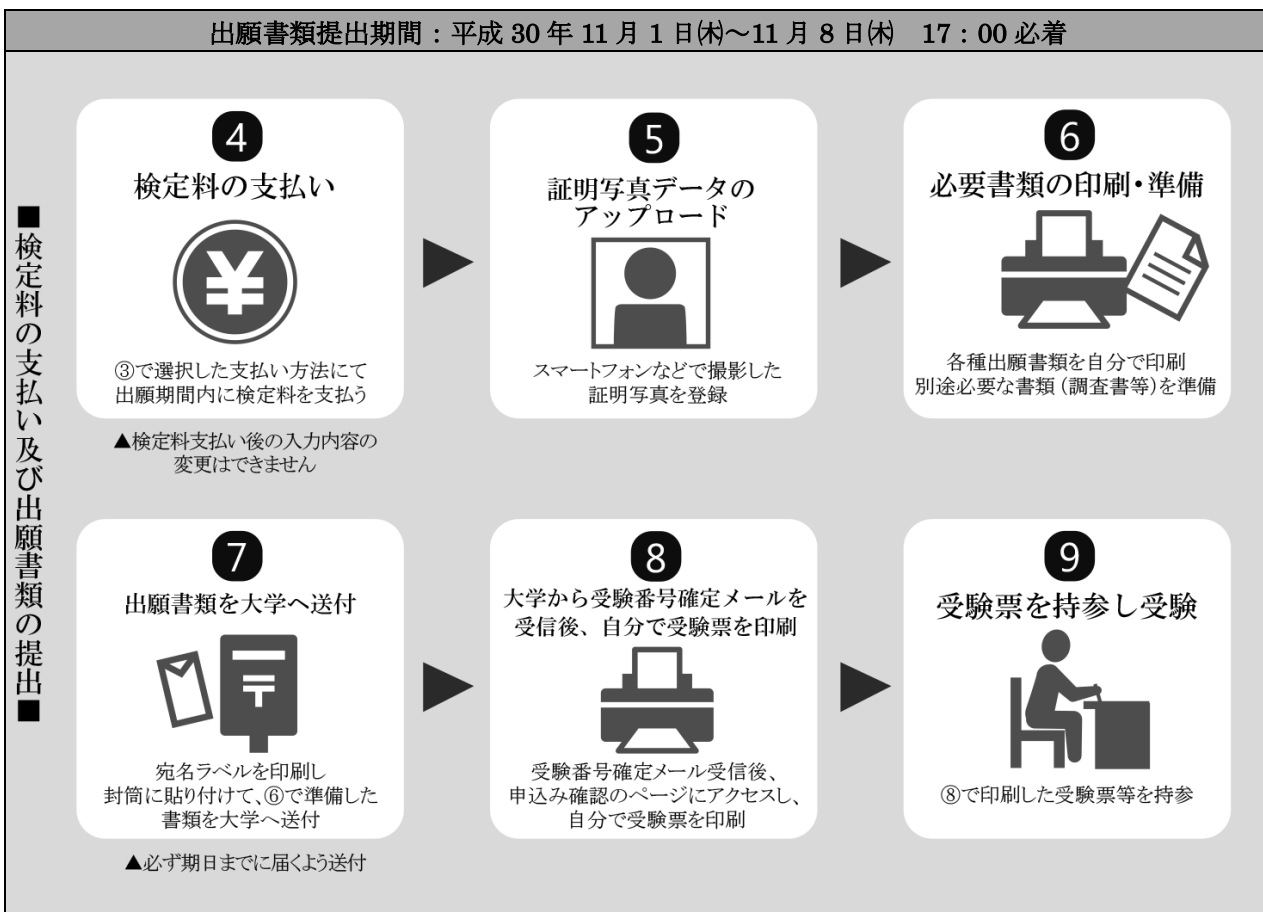 出願書類提出期間：平成 30 年 11 月 1 日㈭～11 月 8 日㈭　17：00 必着
■検定料の支払い及び出願書類の提出■
4
検定料の支払い
¥
③で選択した支払い方法にて
出願期間内に検定料を支払う
▲検定料支払い後の入力内容の
変更はできません
5
証明写真データの
アップロード
スマートフォンなどで撮影した
証明写真を登録
6
必要書類の印刷・準備
各種出願書類を自分で印刷
別途必要な書類（調査書等）を準備
7
出願書類を大学へ送付
〒
宛名ラベルを印刷し
封筒に貼り付けて、⑥で準備した
書類を大学へ送付
▲必ず期日までに届くよう送付
8
大学から受験番号確定メールを
受信後、自分で受験票を印刷
受験番号確定メール受信後、
申込み確認のページにアクセスし、
自分で受験票を印刷
9
受験票を持参し受験
⑧で印刷した受験票等を持参